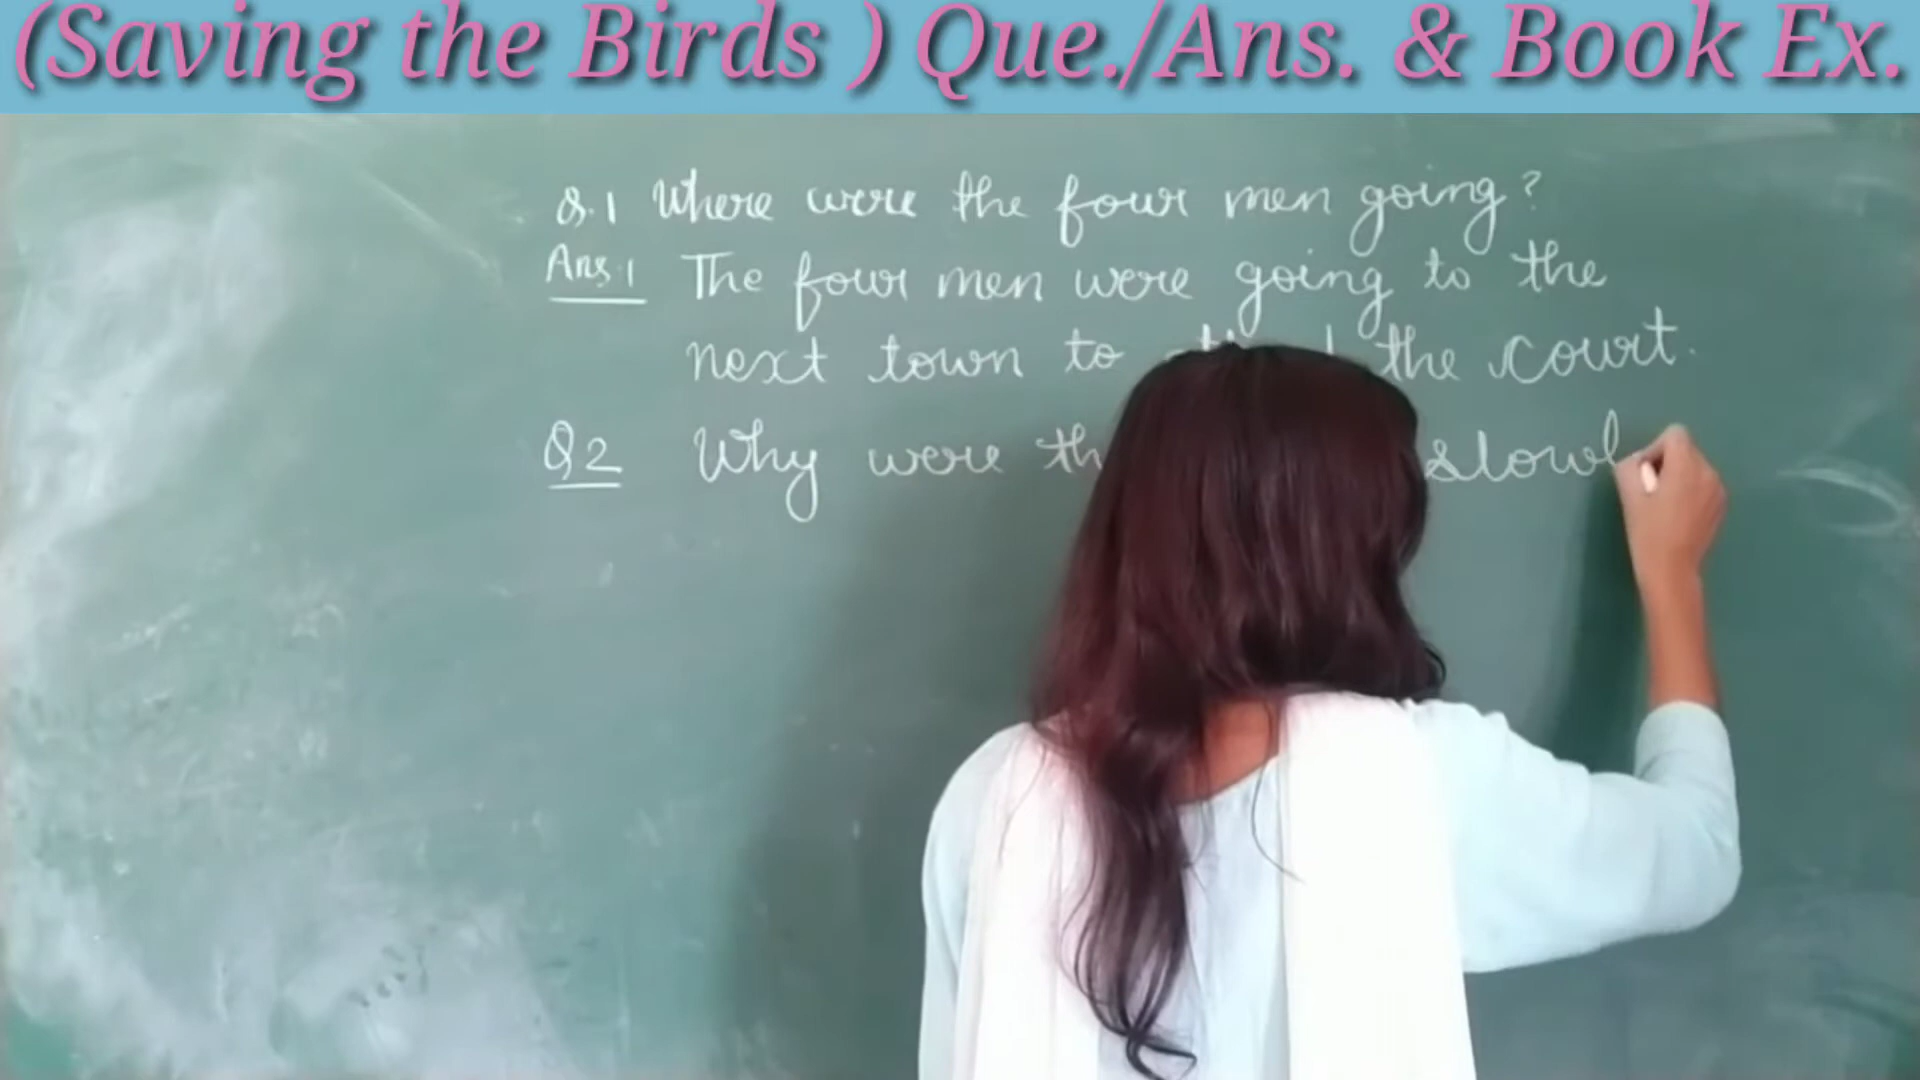 (Saving the Birds ) Que./Ans. & Book Ex.
Q.1 Where were the four men going?
Ans.1 The four men were going to the
next town to the court.
Q2 Why were slowl